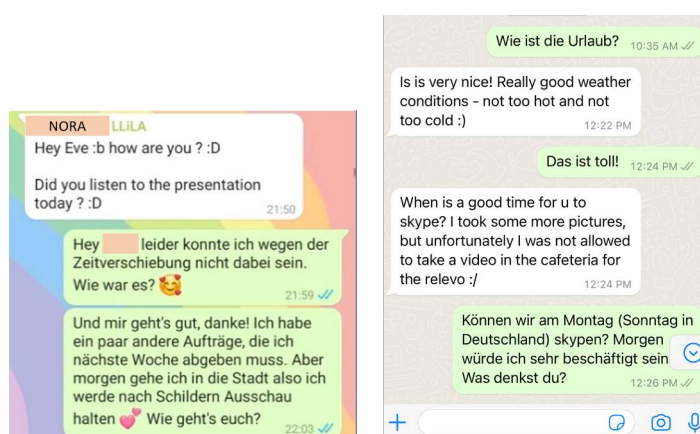 NORA LLiLA
Hey Eve :b how are you ? :D
Did you listen to the presentation
today ? :D
21:50
Hey leider konnte ich wegen der
Zeitverschiebung nicht dabei sein.
Wie war es? 🥰
21:59
Und mir geht's gut, danke! Ich habe
ein paar andere Aufträge, die ich
nächste Woche abgeben muss. Aber
morgen gehe ich in die Stadt also ich
werde nach Schildern Ausschau
halten 💕 Wie geht's euch?
22:03
Wie ist die Urlaub? 10:35 AM
Is is very nice! Really good weather
conditions - not too hot and not
too cold :)
12:22 PM
Das ist toll! 12:24 PM
When is a good time for u to
skype? I took some more pictures,
but unfortunately I was not allowed
to take a video in the cafeteria for
the relevo :/
12:24 PM
Können wir am Montag (Sonntag in
Deutschland) skypen? Morgen
würde ich sehr beschäftigt sein
Was denkst du?
12:26 PM